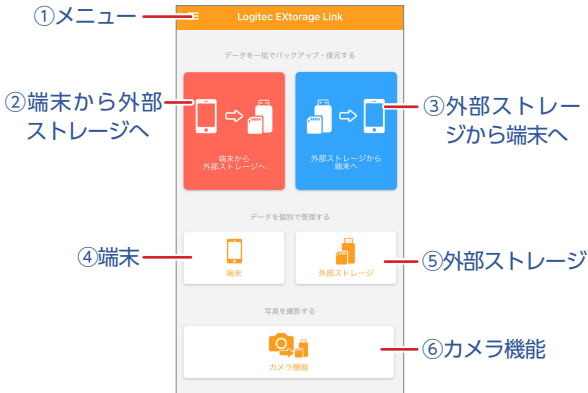 ①メニュー
Logitec EXtorage Link
データを一括でバックアップ・復元する
②端末から外部
ストレージへ
端末から
外部ストレージへ
外部ストレージから
端末へ
③外部ストレー
ジから端末へ
データを個別で管理する
④端末
端末
外部ストレージ
⑤外部ストレージ
写真を撮影する
カメラ機能
⑥カメラ機能